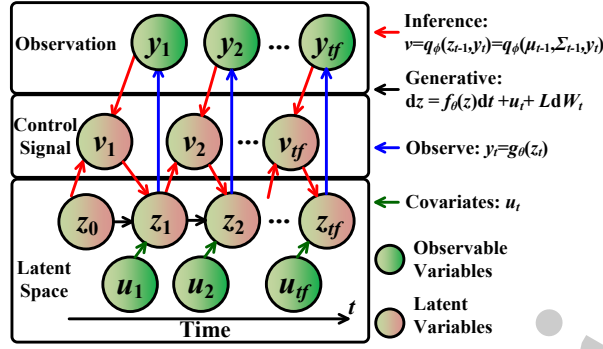 Observation
y1 y2 ... ytf
Control
Signal
v1 v2 ... vtf
Latent
Space
z0 z1 z2 ... ztf
u1 u2 utf
Time
t
Inference:
v=qϕ(zt-1,yt)=qϕ(μt-1,Σt-1,yt)
Generative:
dz = fθ(z)dt +ut+ LdWt
Observe: yt=gθ(zt)
Covariates: ut
Observable
Variables
Latent
Variables